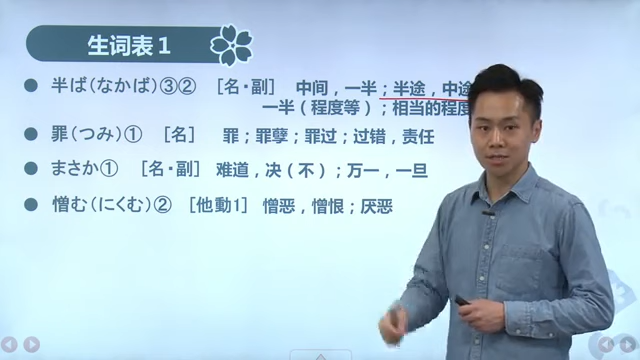 生词表1
半ば(なかば)③② [名·副] 中间，一半；半途，中途
一半（程度等）；相当的程度
罪(つみ)① [名] 罪；罪孽；罪过；过错，责任
まさか① [名·副] 难道，决（不）；万一，一旦
憎む(にくむ)② [他動1] 憎恶，憎恨；厌恶